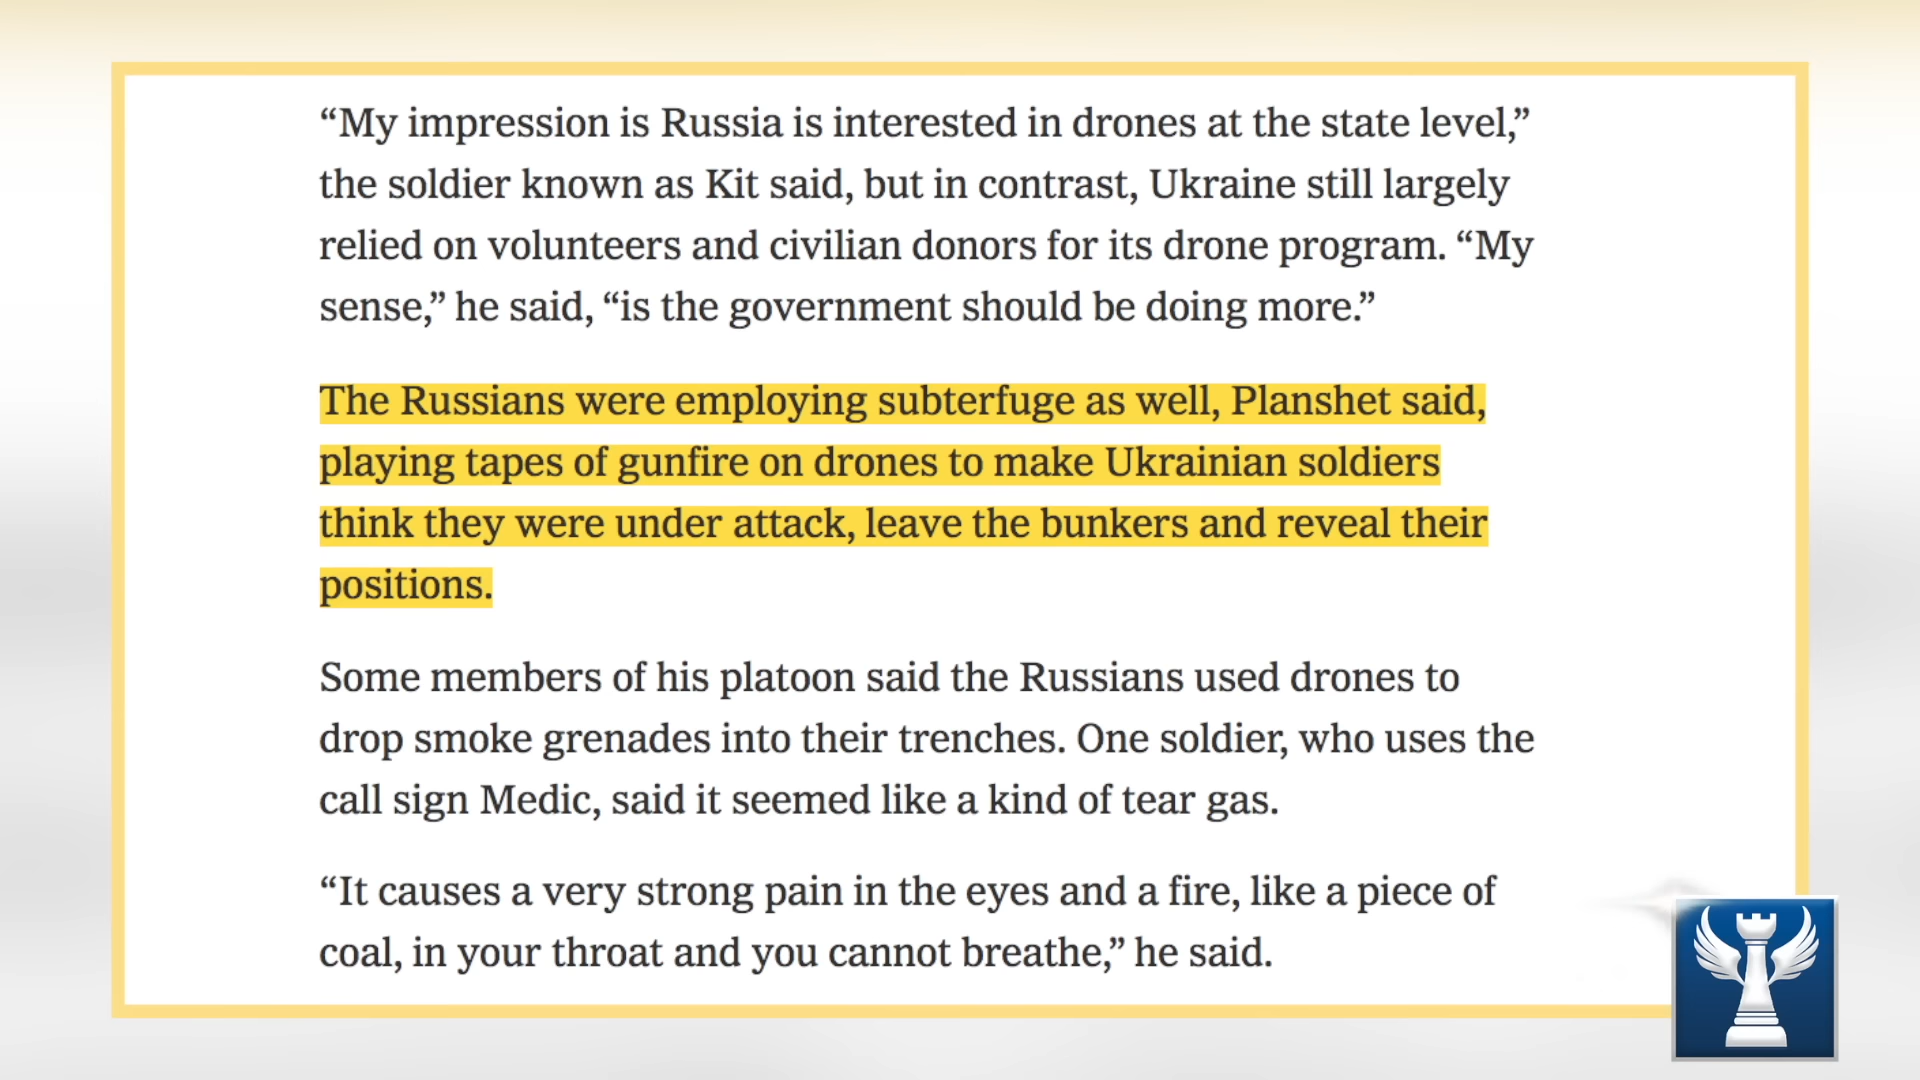 “My impression is Russia is interested in drones at the state level,”
the soldier known as Kit said, but in contrast, Ukraine still largely
relied on volunteers and civilian donors for its drone program. “My
sense,” he said, “is the government should be doing more.”
The Russians were employing subterfuge as well, Planshet said,
playing tapes of gunfire on drones to make Ukrainian soldiers
think they were under attack, leave the bunkers and reveal their
positions.
Some members of his platoon said the Russians used drones to
drop smoke grenades into their trenches. One soldier, who uses the
call sign Medic, said it seemed like a kind of tear gas.
“It causes a very strong pain in the eyes and a fire, like a piece of
coal, in your throat and you cannot breathe,” he said.